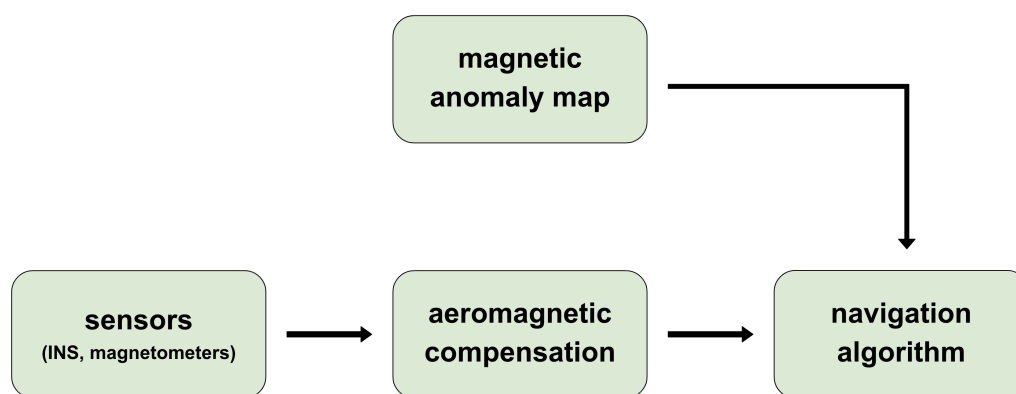 magnetic
anomaly map
sensors
(INS, magnetometers)
aeromagnetic
compensation
navigation
algorithm